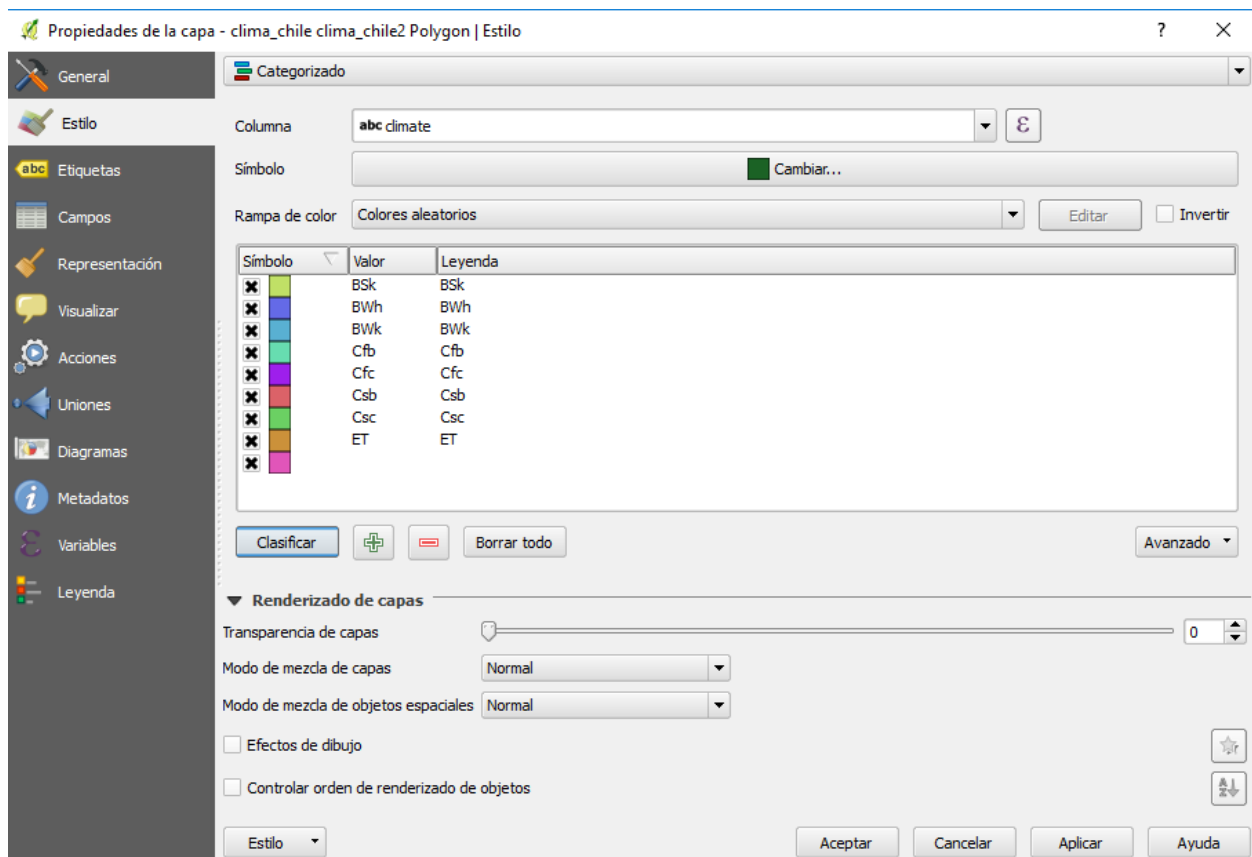 Propiedades de la capa - clima_chile clima_chile2 Polygon | Estilo
?
General
Estilo
abc Etiquetas
Campos
Representación
Visualizar
Acciones
Uniones
Diagramas
Metadatos
Variables
Leyenda
Categorizado
Columna abc climate ε
Símbolo Cambiar...
Rampa de color Colores aleatorios Editar Invertir
Símbolo Valor Leyenda
BSk BSk
BWh BWh
BWk BWk
Cfb Cfb
Cfc Cfc
Csb Csb
Csc Csc
ET ET
Clasificar Borrar todo Avanzado
Renderizado de capas
Transparencia de capas 0
Modo de mezcla de capas Normal
Modo de mezcla de objetos espaciales Normal
Efectos de dibujo
Controlar orden de renderizado de objetos
Estilo Aceptar Cancelar Aplicar Ayuda